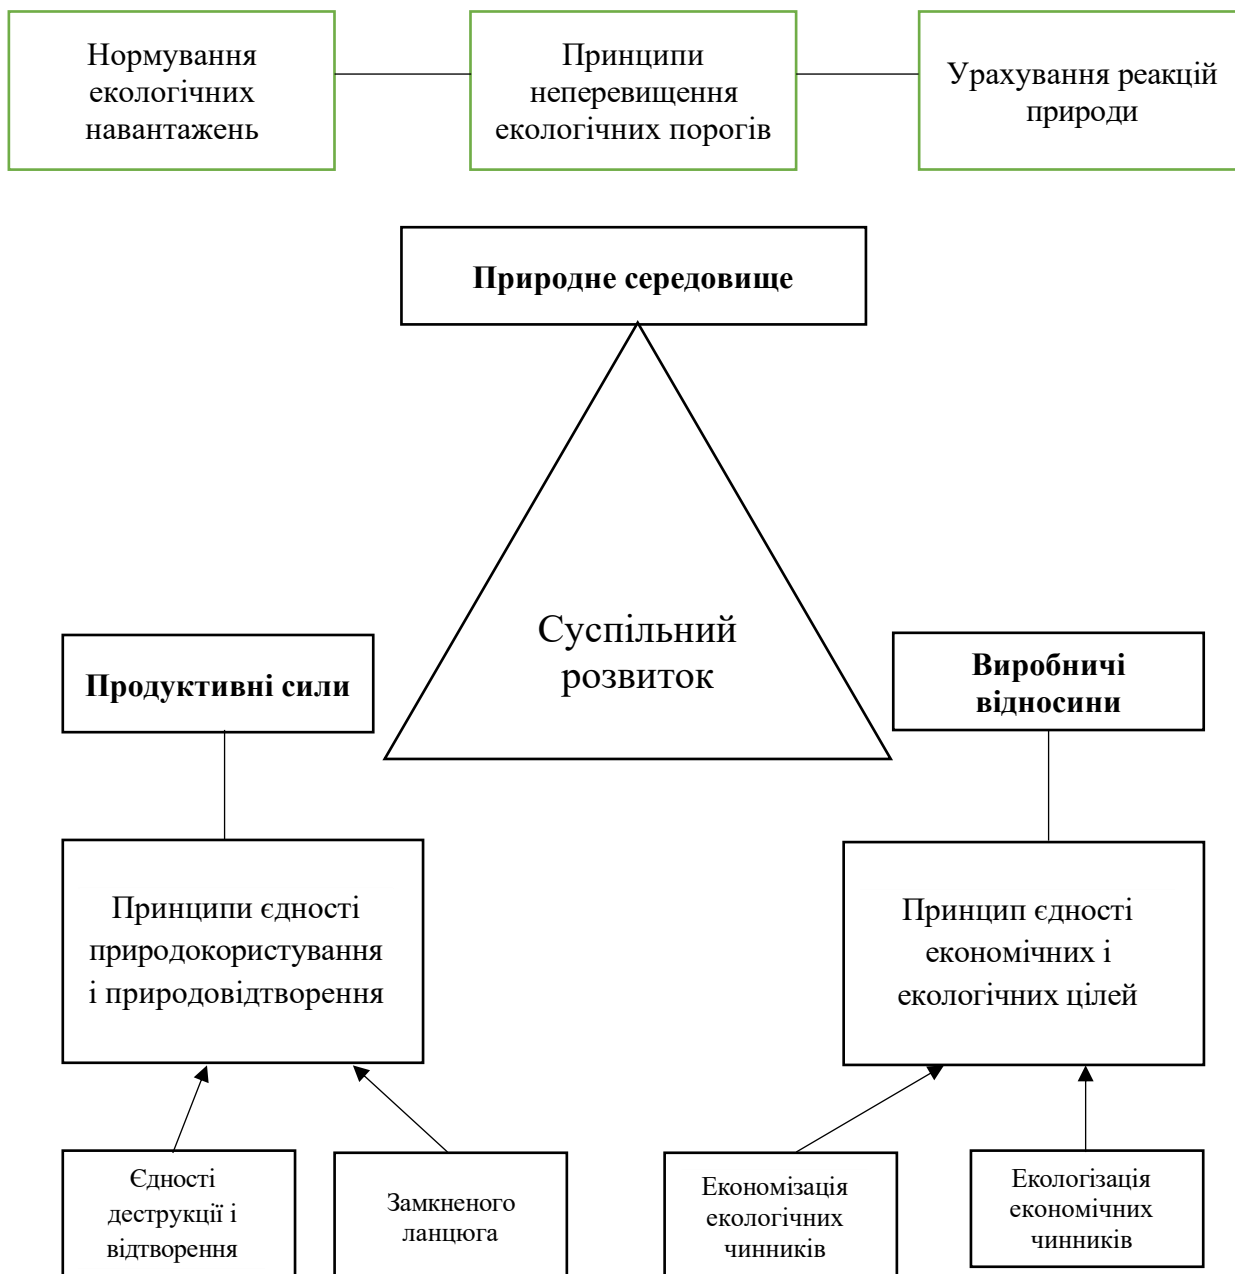 Нормування
екологічних
навантажень
Принципи
неперевищення
екологічних порогів
Урахування реакцій
природи
Природне середовище
Суспільний
розвиток
Продуктивні сили
Виробничі
відносини
Принципи єдності
природокористування
і природовідтворення
Принцип єдності
економічних і
екологічних цілей
Єдності
деструкції і
відтворення
Замкненого
ланцюга
Економізація
екологічних
чинників
Екологізація
економічних
чинників